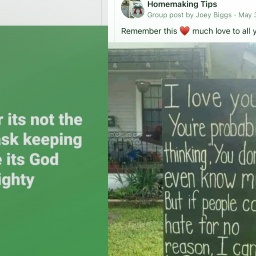 r its not the
ask keeping
e its God
ighty
Homemaking Tips
Group post by Joey Biggs · May 3
Remember this ❤️ much love to all y
I love you
You're probabl
thinking, You don
even know m
But if people ca
hate for no
reason, I can